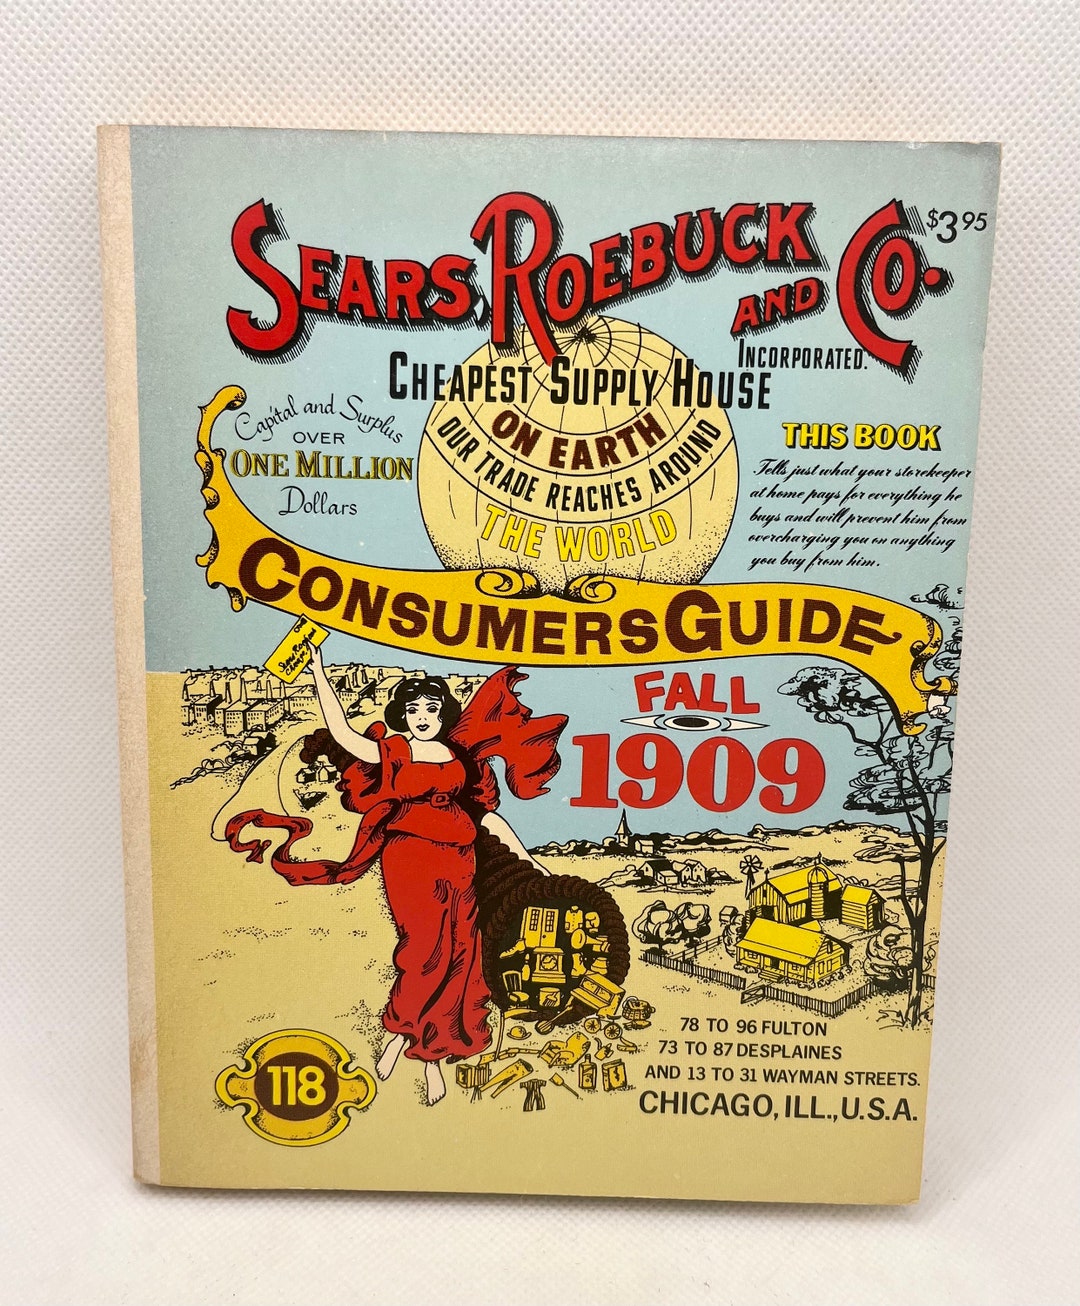 SEARS, ROEBUCK AND CO.
$3.95
INCORPORATED.
CHEAPEST SUPPLY HOUSE
ON EARTH
OUR TRADE REACHES AROUND
THE WORLD
Capital and Surplus
OVER
ONE MILLION
Dollars
THIS BOOK
Tells just what your storekeeper
at home pays for everything he
buys and will prevent him from
overcharging you on anything
you buy from him.
CONSUMERS GUIDE
Sears Roebuck
Chicago
FALL
1909
78 TO 96 FULTON
73 TO 87 DESPLAINES
AND 13 TO 31 WAYMAN STREETS.
CHICAGO, ILL., U.S.A.
118